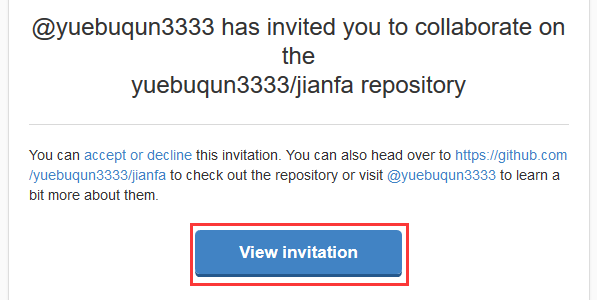 @yuebuqun3333 has invited you to collaborate on
the
yuebuqun3333/jianfa repository
You can accept or decline this invitation. You can also head over to https://github.com
/yuebuqun3333/jianfa to check out the repository or visit @yuebuqun3333 to learn a
bit more about them.
View invitation